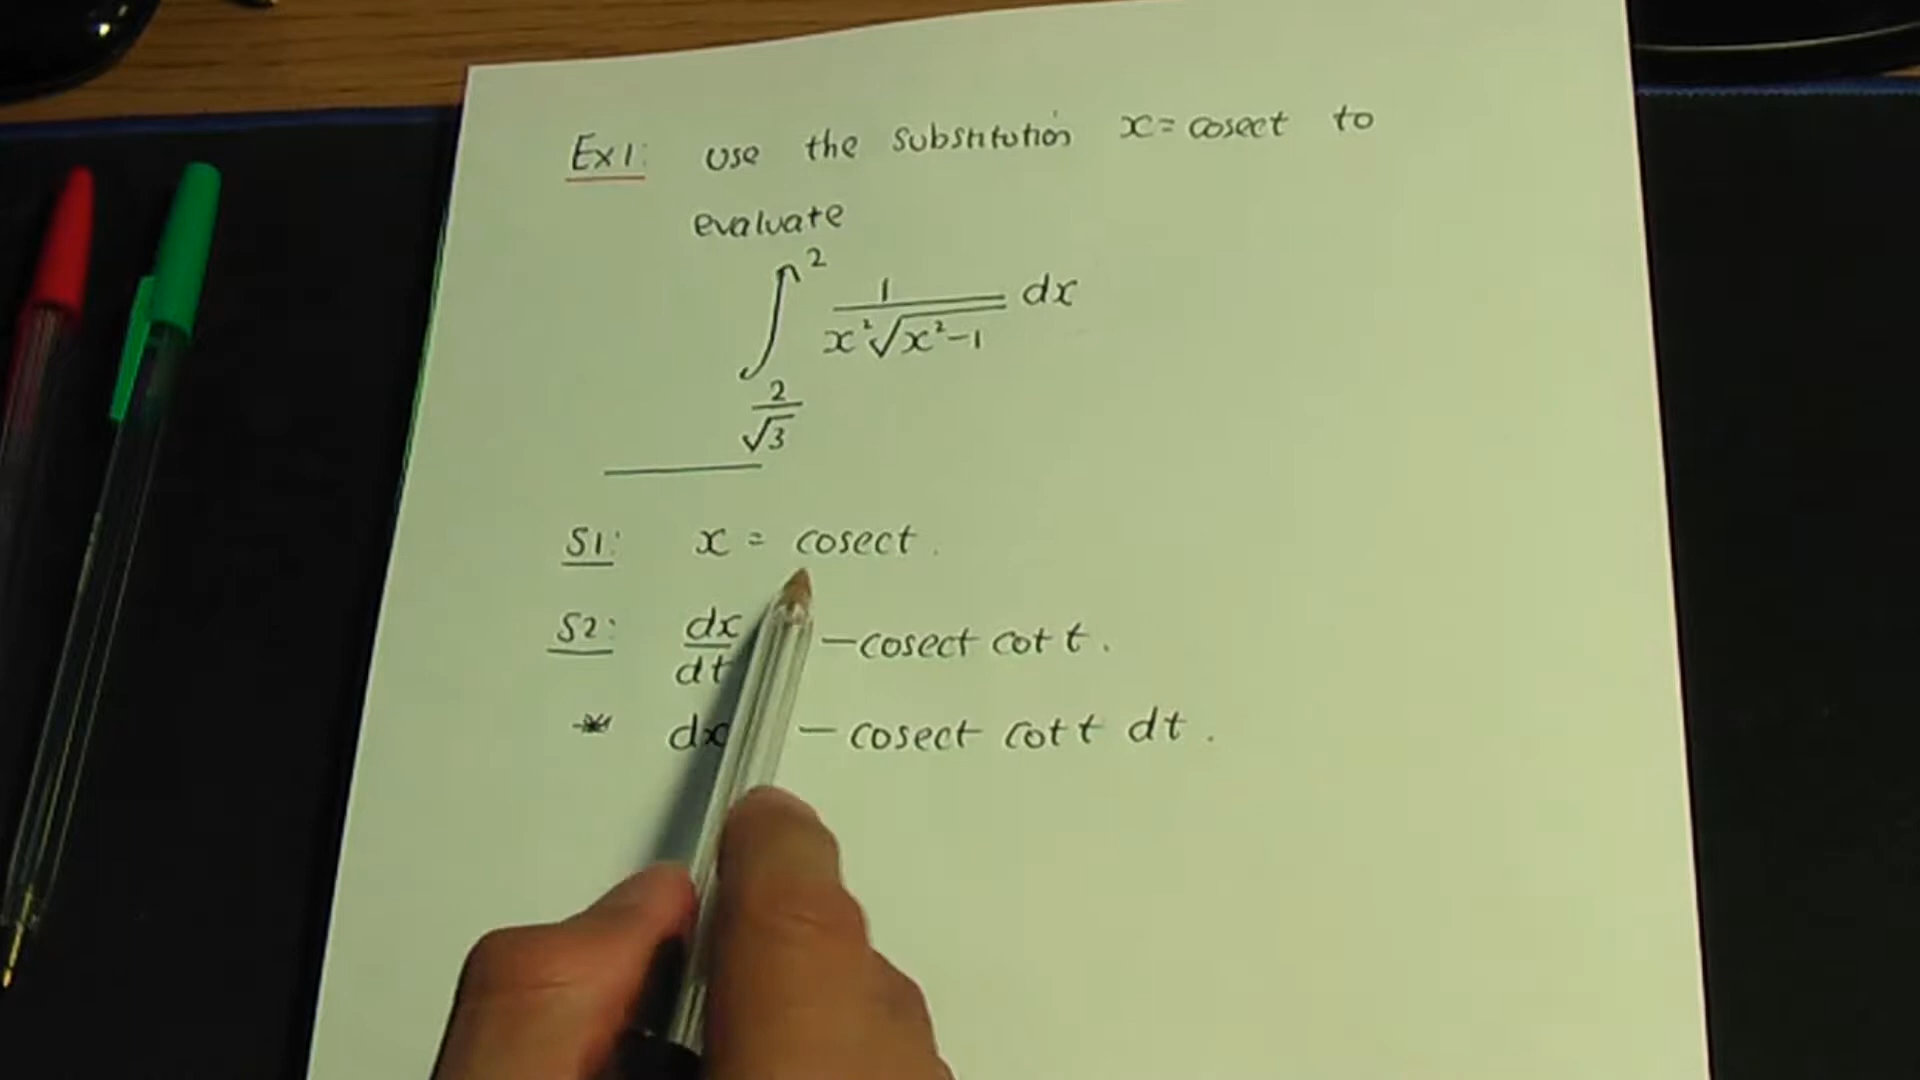 Ex1: use the substitution x = cosect to
evaluate
∫_{2/√3}^{2} 1/(x²√(x²-1)) dx
S1: x = cosect.
S2: dx/dt -cosect cot t.
* dx - cosect cot t dt.